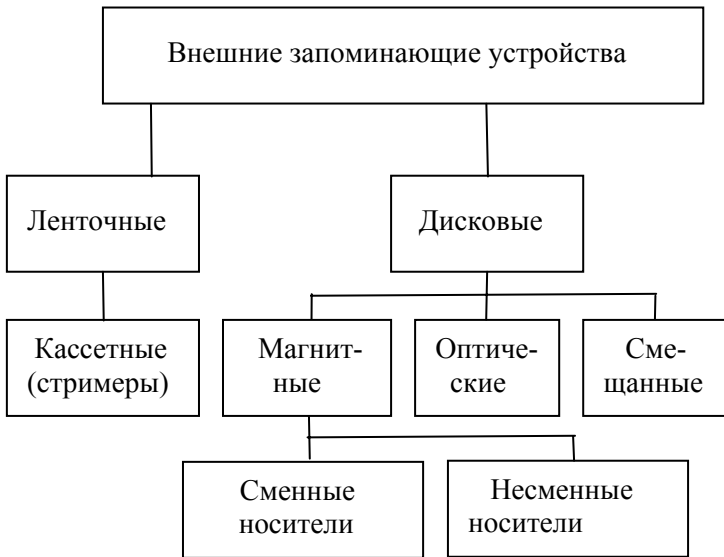 Внешние запоминающие устройства
Ленточные
Дисковые
Кассетные
(стримеры)
Магнит-
ные
Оптиче-
ские
Сме-
щанные
Сменные
носители
Несменные
носители